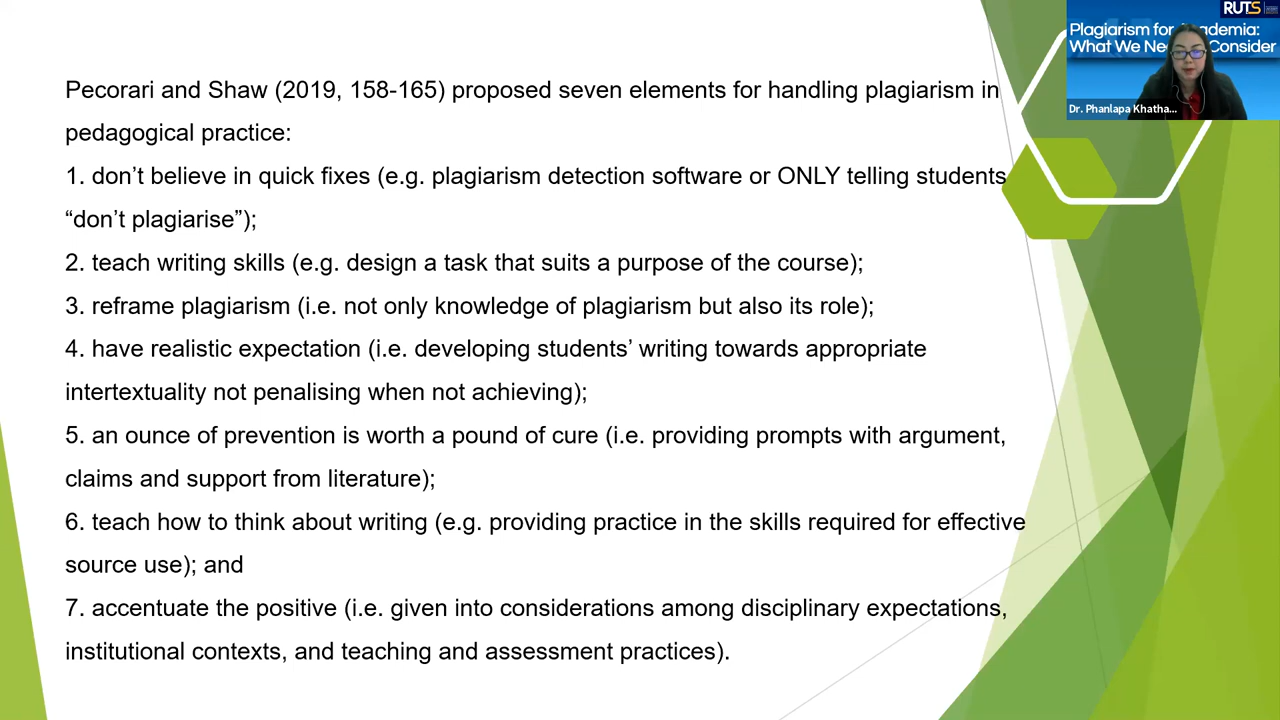 Pecorari and Shaw (2019, 158-165) proposed seven elements for handling plagiarism in
pedagogical practice:
1. don’t believe in quick fixes (e.g. plagiarism detection software or ONLY telling students
“don’t plagiarise”);
2. teach writing skills (e.g. design a task that suits a purpose of the course);
3. reframe plagiarism (i.e. not only knowledge of plagiarism but also its role);
4. have realistic expectation (i.e. developing students’ writing towards appropriate
intertextuality not penalising when not achieving);
5. an ounce of prevention is worth a pound of cure (i.e. providing prompts with argument,
claims and support from literature);
6. teach how to think about writing (e.g. providing practice in the skills required for effective
source use); and
7. accentuate the positive (i.e. given into considerations among disciplinary expectations,
institutional contexts, and teaching and assessment practices).
RUTS
Plagiarism for
What We Consider
Dr. Phanlapa Khatha...